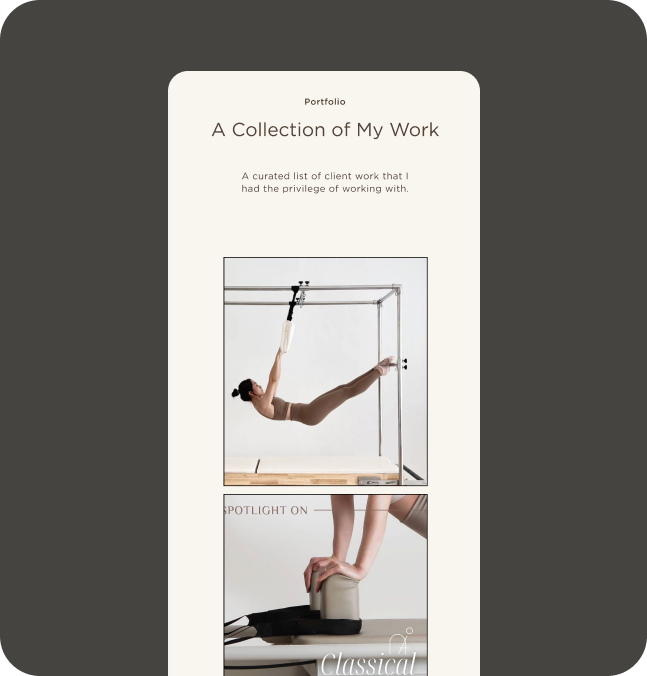 Portfolio
A Collection of My Work
A curated list of client work that I
had the privilege of working with.
SPOTLIGHT ON
Classical